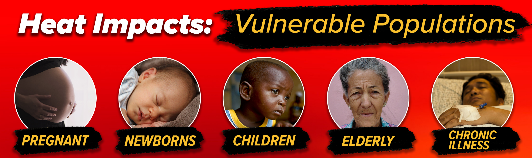 Heat Impacts: Vulnerable Populations
PREGNANT NEWBORNS CHILDREN ELDERLY CHRONIC
ILLNESS